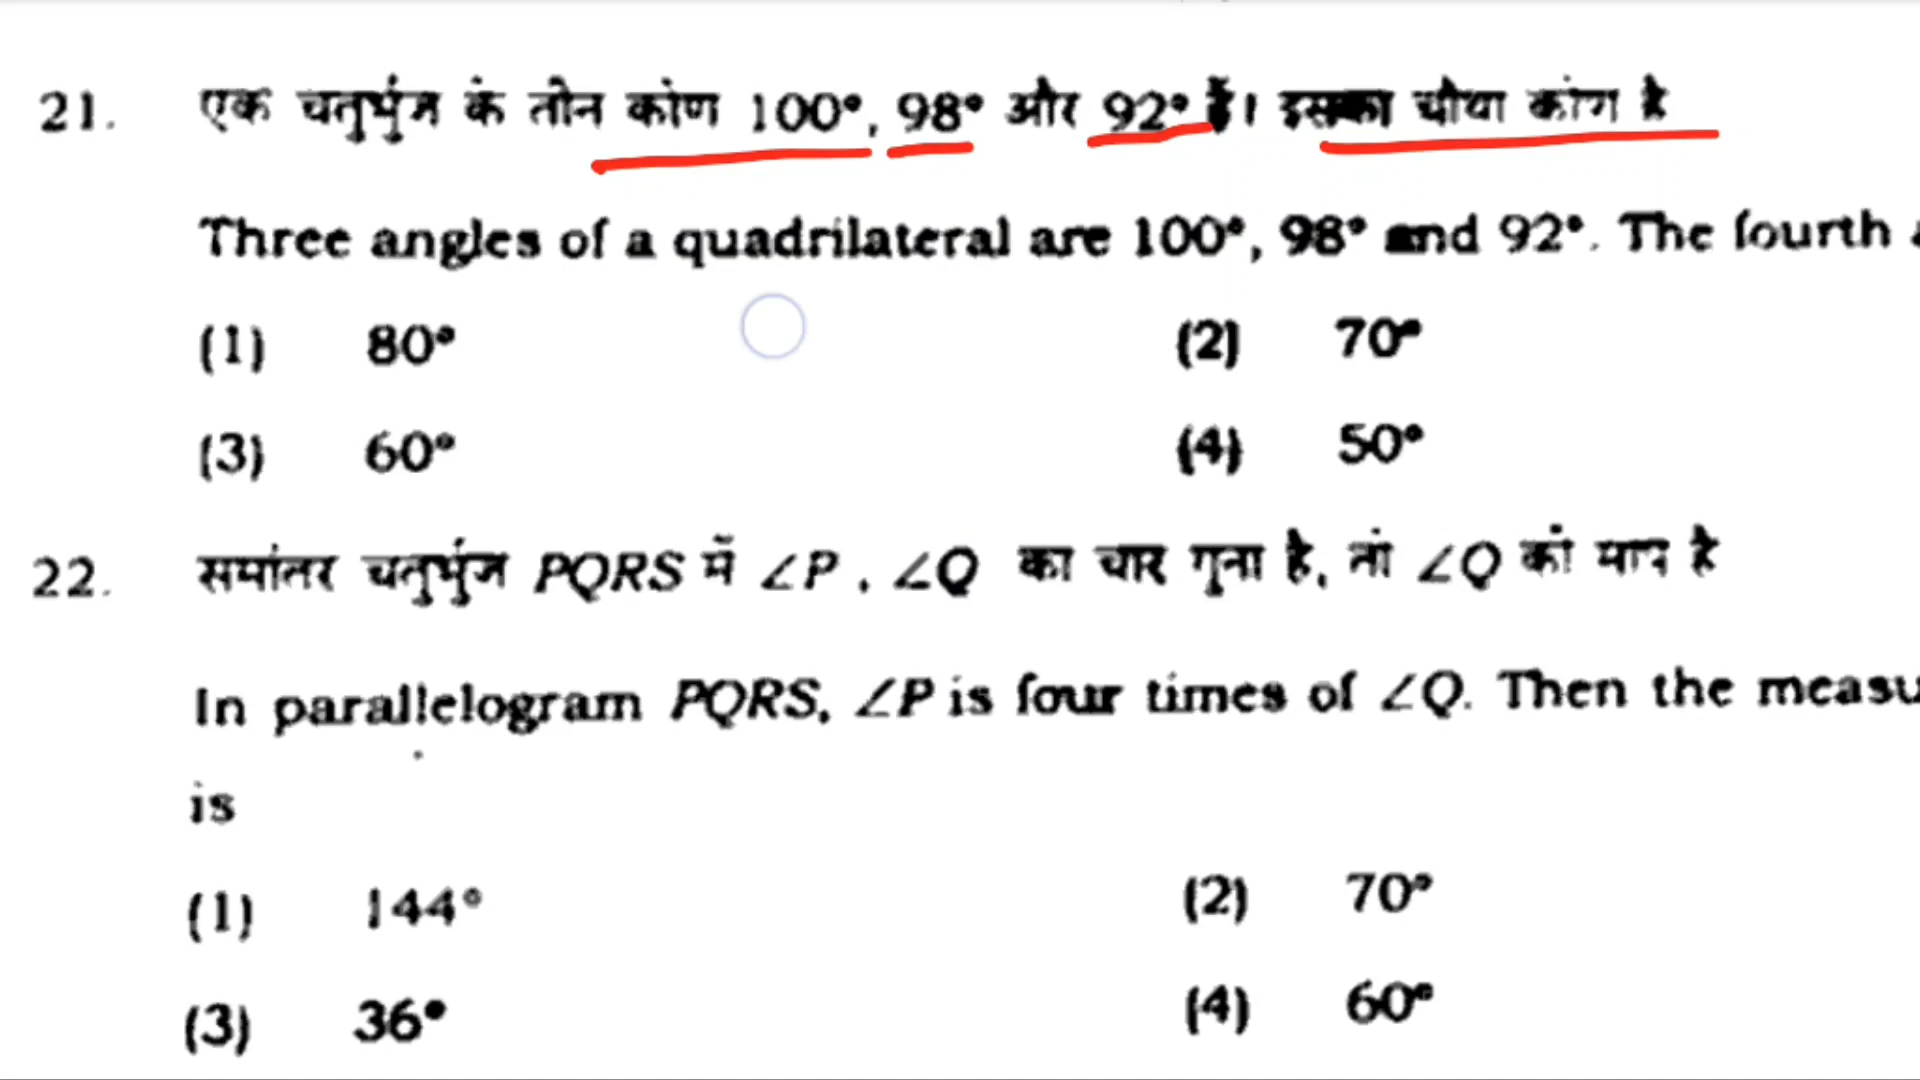 21. एक चतुर्भुज के तीन कोण 100°, 98° और 92° हैं। इसका चौथा कोण है
Three angles of a quadrilateral are 100°, 98° and 92°. The fourth
(1) 80° (2) 70°
(3) 60° (4) 50°
22. समांतर चतुर्भुज PQRS में ∠P , ∠Q का चार गुना है, तो ∠Q की माप है
In parallelogram PQRS, ∠P is four times of ∠Q. Then the measu
is
(1) 144° (2) 70°
(3) 36° (4) 60°